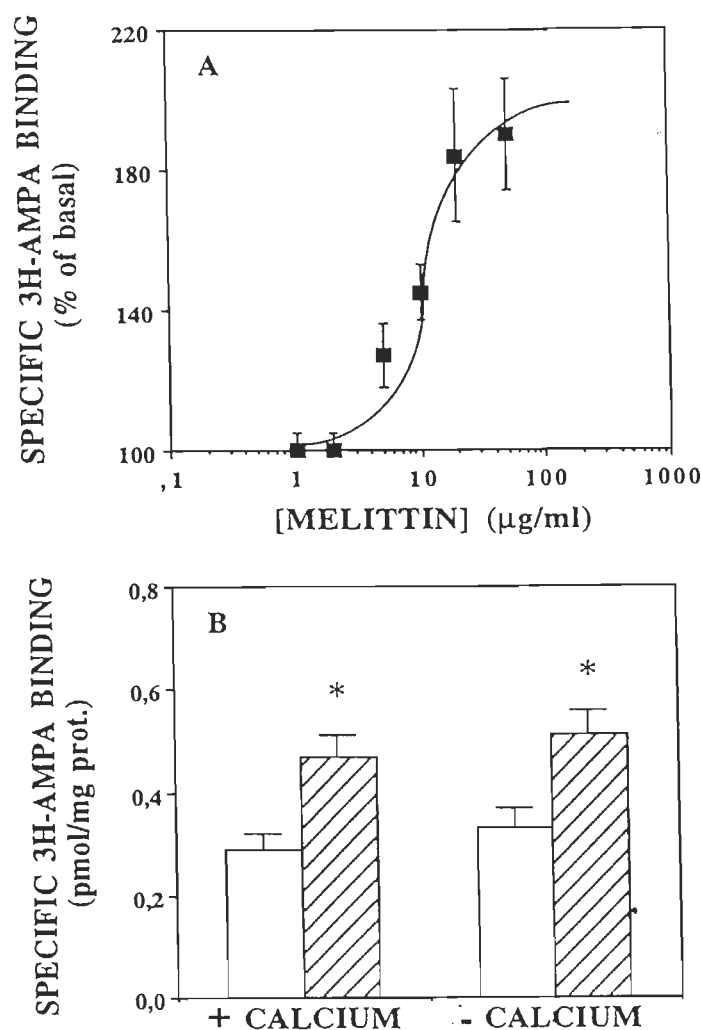 SPECIFIC 3H-AMPA BINDING
(% of basal)
220
180
140
100
A
,1
1
10
100
1000
[MELITTIN] (µg/ml)
SPECIFIC 3H-AMPA BINDING
(pmol/mg prot.)
0,8
0,6
0,4
0,2
0,0
B
*
*
+ CALCIUM
- CALCIUM